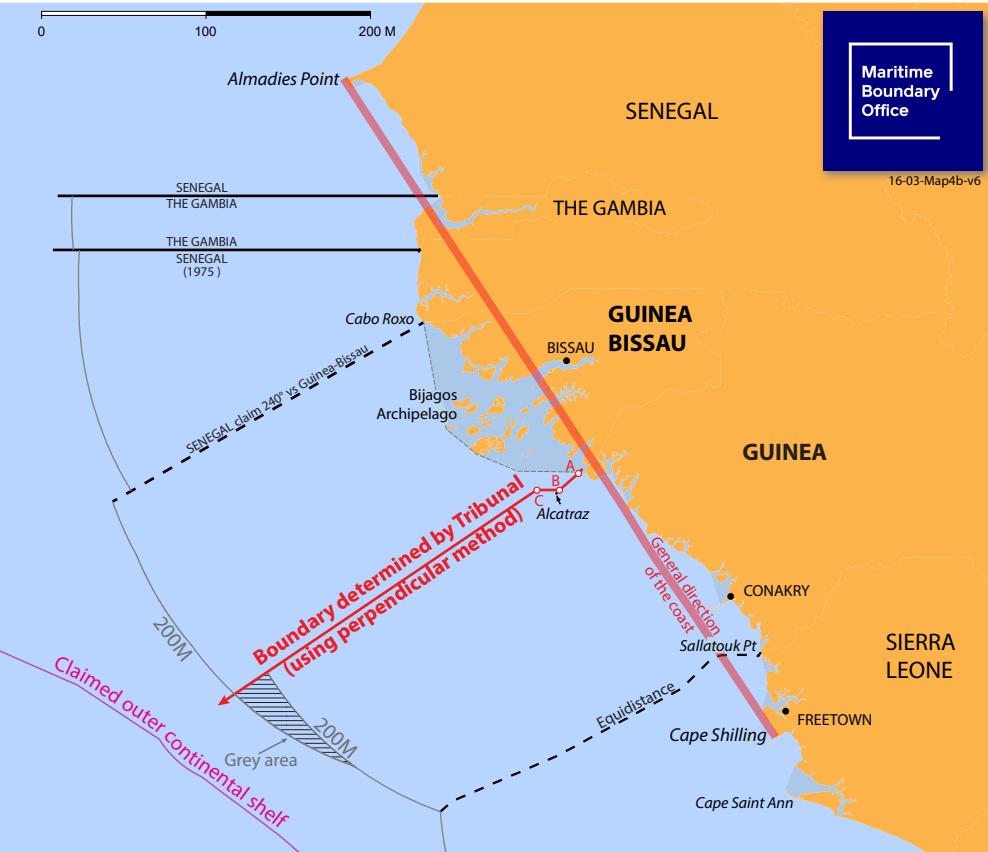 0 100 200 M
Almadies Point
SENEGAL
Maritime
Boundary
Office
16-03-Map4b-v6
SENEGAL
THE GAMBIA
THE GAMBIA
THE GAMBIA
SENEGAL
(1975 )
Cabo Roxo
GUINEA
BISSAU
BISSAU
SENEGAL claim 240° vs Guinea-Bissau
Bijagos
Archipelago
GUINEA
A
B
C
Alcatraz
Boundary determined by Tribunal
(using perpendicular method)
General direction
of the coast
CONAKRY
Sallatouk Pt
SIERRA
LEONE
200M
Claimed outer continental shelf
Equidistance
FREETOWN
Cape Shilling
200M
Grey area
Cape Saint Ann